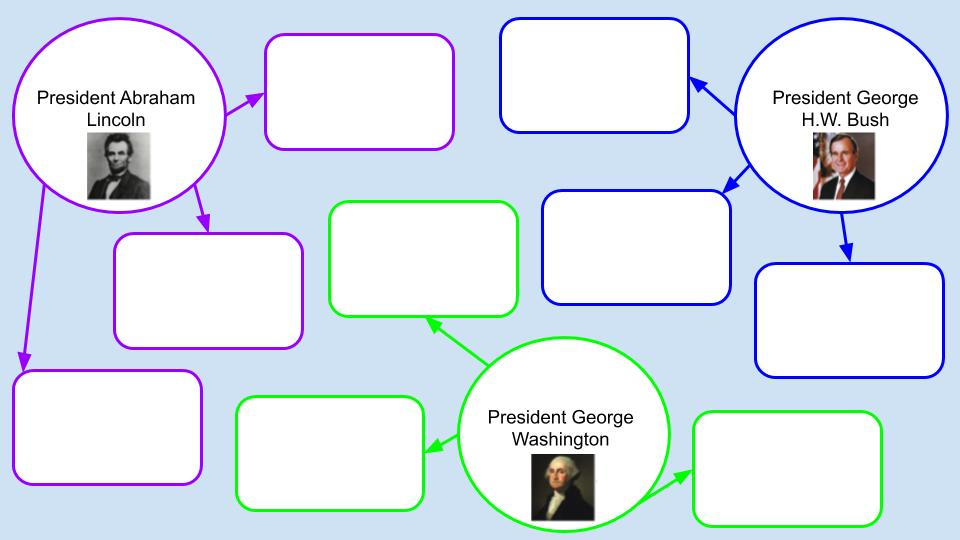 President Abraham
Lincoln
President George
H.W. Bush
President George
Washington